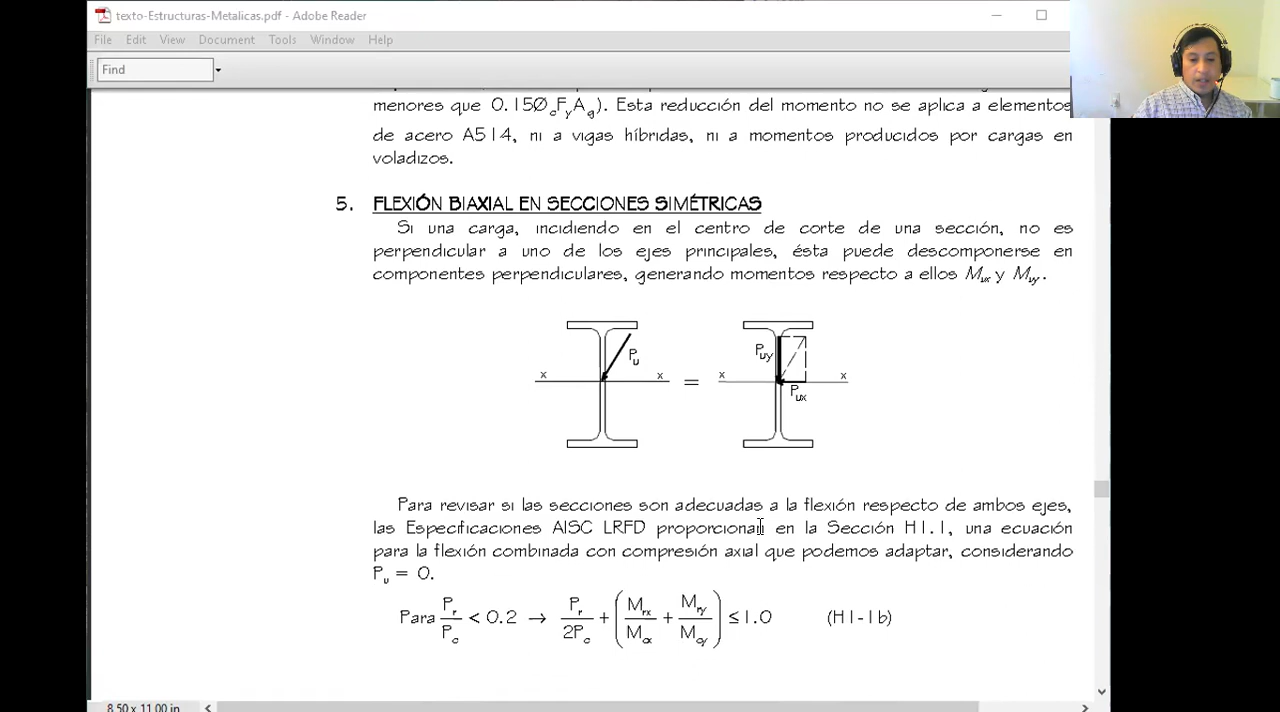 texto-Estructuras-Metalicas.pdf - Adobe Reader
File Edit View Document Tools Window Help
Find
menores que 0.15Ø_cF_yA_g). Esta reducción del momento no se aplica a elementos
de acero A514, ni a vigas híbridas, ni a momentos producidos por cargas en
voladizos.
5. FLEXIÓN BIAXIAL EN SECCIONES SIMÉTRICAS
Si una carga, incidiendo en el centro de corte de una sección, no es
perpendicular a uno de los ejes principales, ésta puede descomponerse en
componentes perpendiculares, generando momentos respecto a ellos M_ux y M_uy.
P_u
x x
=
P_uy
x x
P_ux
Para revisar si las secciones son adecuadas a la flexión respecto de ambos ejes,
las Especificaciones AISC LRFD proporcionan en la Sección H1.1, una ecuación
para la flexión combinada con compresión axial que podemos adaptar, considerando
P_u = 0.
Para P_r/P_c < 0.2 → P_r/2P_c + (M_rx/M_cx + M_ry/M_cy) ≤ 1.0 (H1-1b)
8.50 x 11.00 in